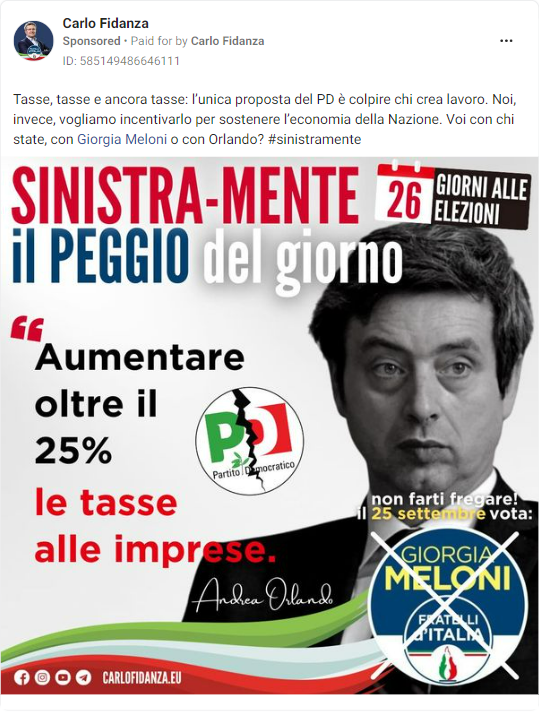 Carlo Fidanza
Sponsored • Paid for by Carlo Fidanza
ID: 585149486646111
Tasse, tasse e ancora tasse: l'unica proposta del PD è colpire chi crea lavoro. Noi,
invece, vogliamo incentivarlo per sostenere l'economia della Nazione. Voi con chi
state, con Giorgia Meloni o con Orlando? #sinistramente
SINISTRA-MENTE
il PEGGIO del giorno
26
GIORNI ALLE
ELEZIONI
“Aumentare
oltre il
25%
le tasse
alle imprese.
PD
Partito Democratico
Andrea Orlando
non farti fregare!
il 25 settembre vota:
GIORGIA
MELONI
FRATELLI
d'ITALIA
CARLOFIDANZA.EU